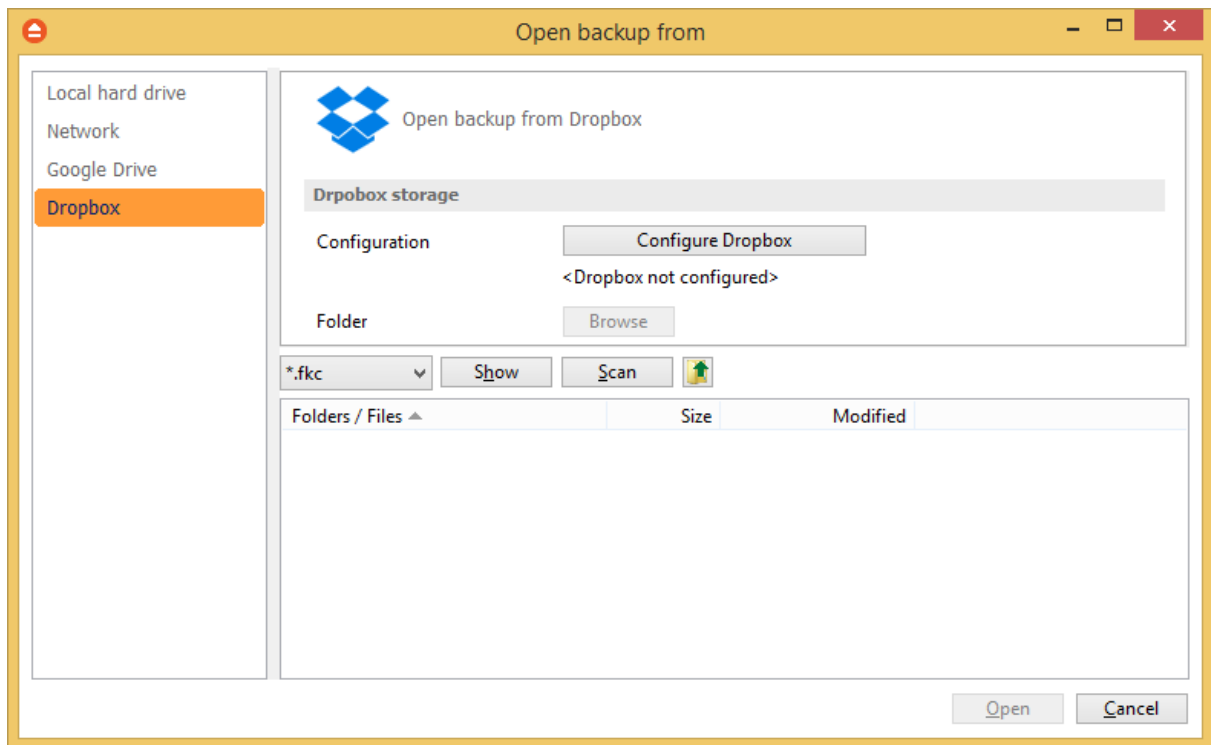 Open backup from
Local hard drive
Network
Google Drive
Dropbox
Open backup from Dropbox
Drpobox storage
Configuration Configure Dropbox
<Dropbox not configured>
Folder Browse
*.fkc Show Scan
Folders / Files Size Modified
Open Cancel